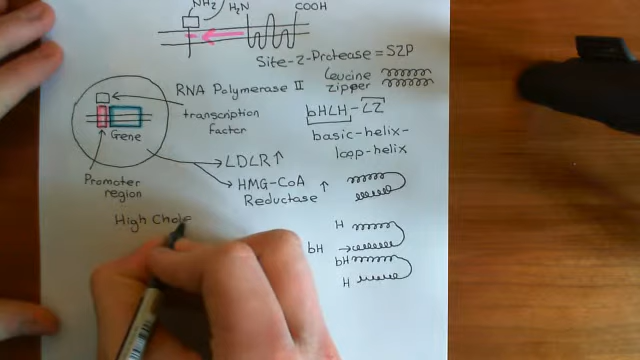 NH2
H2N
COOH
Site-2-Protease = S2P
Leucine
zipper
RNA Polymerase II
transcription
factor
bHLH-LZ
basic-helix-
loop-helix
Gene
Promoter
region
LDLR ↑
HMG-CoA ↑
Reductase
High Chole
H
bH
bH
H